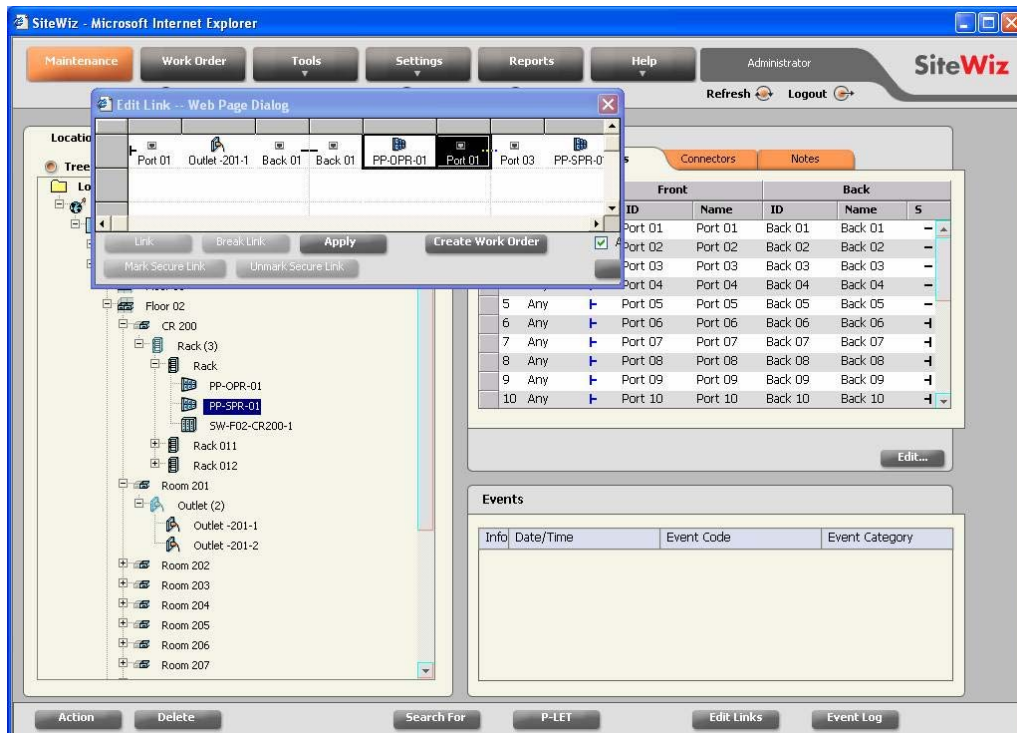 SiteWiz - Microsoft Internet Explorer
Maintenance Work Order Tools Settings Reports Help Administrator SiteWiz
Refresh Logout
Edit Link -- Web Page Dialog
Port 01 Outlet -201-1 Back 01 Back 01 PP-OPR-01 Port 01 Port 03 PP-SPR-0
Link Break Link Apply Create Work Order A
Mark Secure Link Unmark Secure Link
Locatio
Tree
Lo
Floor 02
CR 200
Rack (3)
Rack
PP-OPR-01
PP-SPR-01
SW-F02-CR200-1
Rack 011
Rack 012
Room 201
Outlet (2)
Outlet -201-1
Outlet -201-2
Room 202
Room 203
Room 204
Room 205
Room 206
Room 207
s Connectors Notes
Front Back
ID Name ID Name S
Port 01 Port 01 Back 01 Back 01
Port 02 Port 02 Back 02 Back 02
Port 03 Port 03 Back 03 Back 03
Port 04 Port 04 Back 04 Back 04
5 Any Port 05 Port 05 Back 05 Back 05
6 Any Port 06 Port 06 Back 06 Back 06
7 Any Port 07 Port 07 Back 07 Back 07
8 Any Port 08 Port 08 Back 08 Back 08
9 Any Port 09 Port 09 Back 09 Back 09
10 Any Port 10 Port 10 Back 10 Back 10
Edit...
Events
Info Date/Time Event Code Event Category
Action Delete Search For P-LET Edit Links Event Log